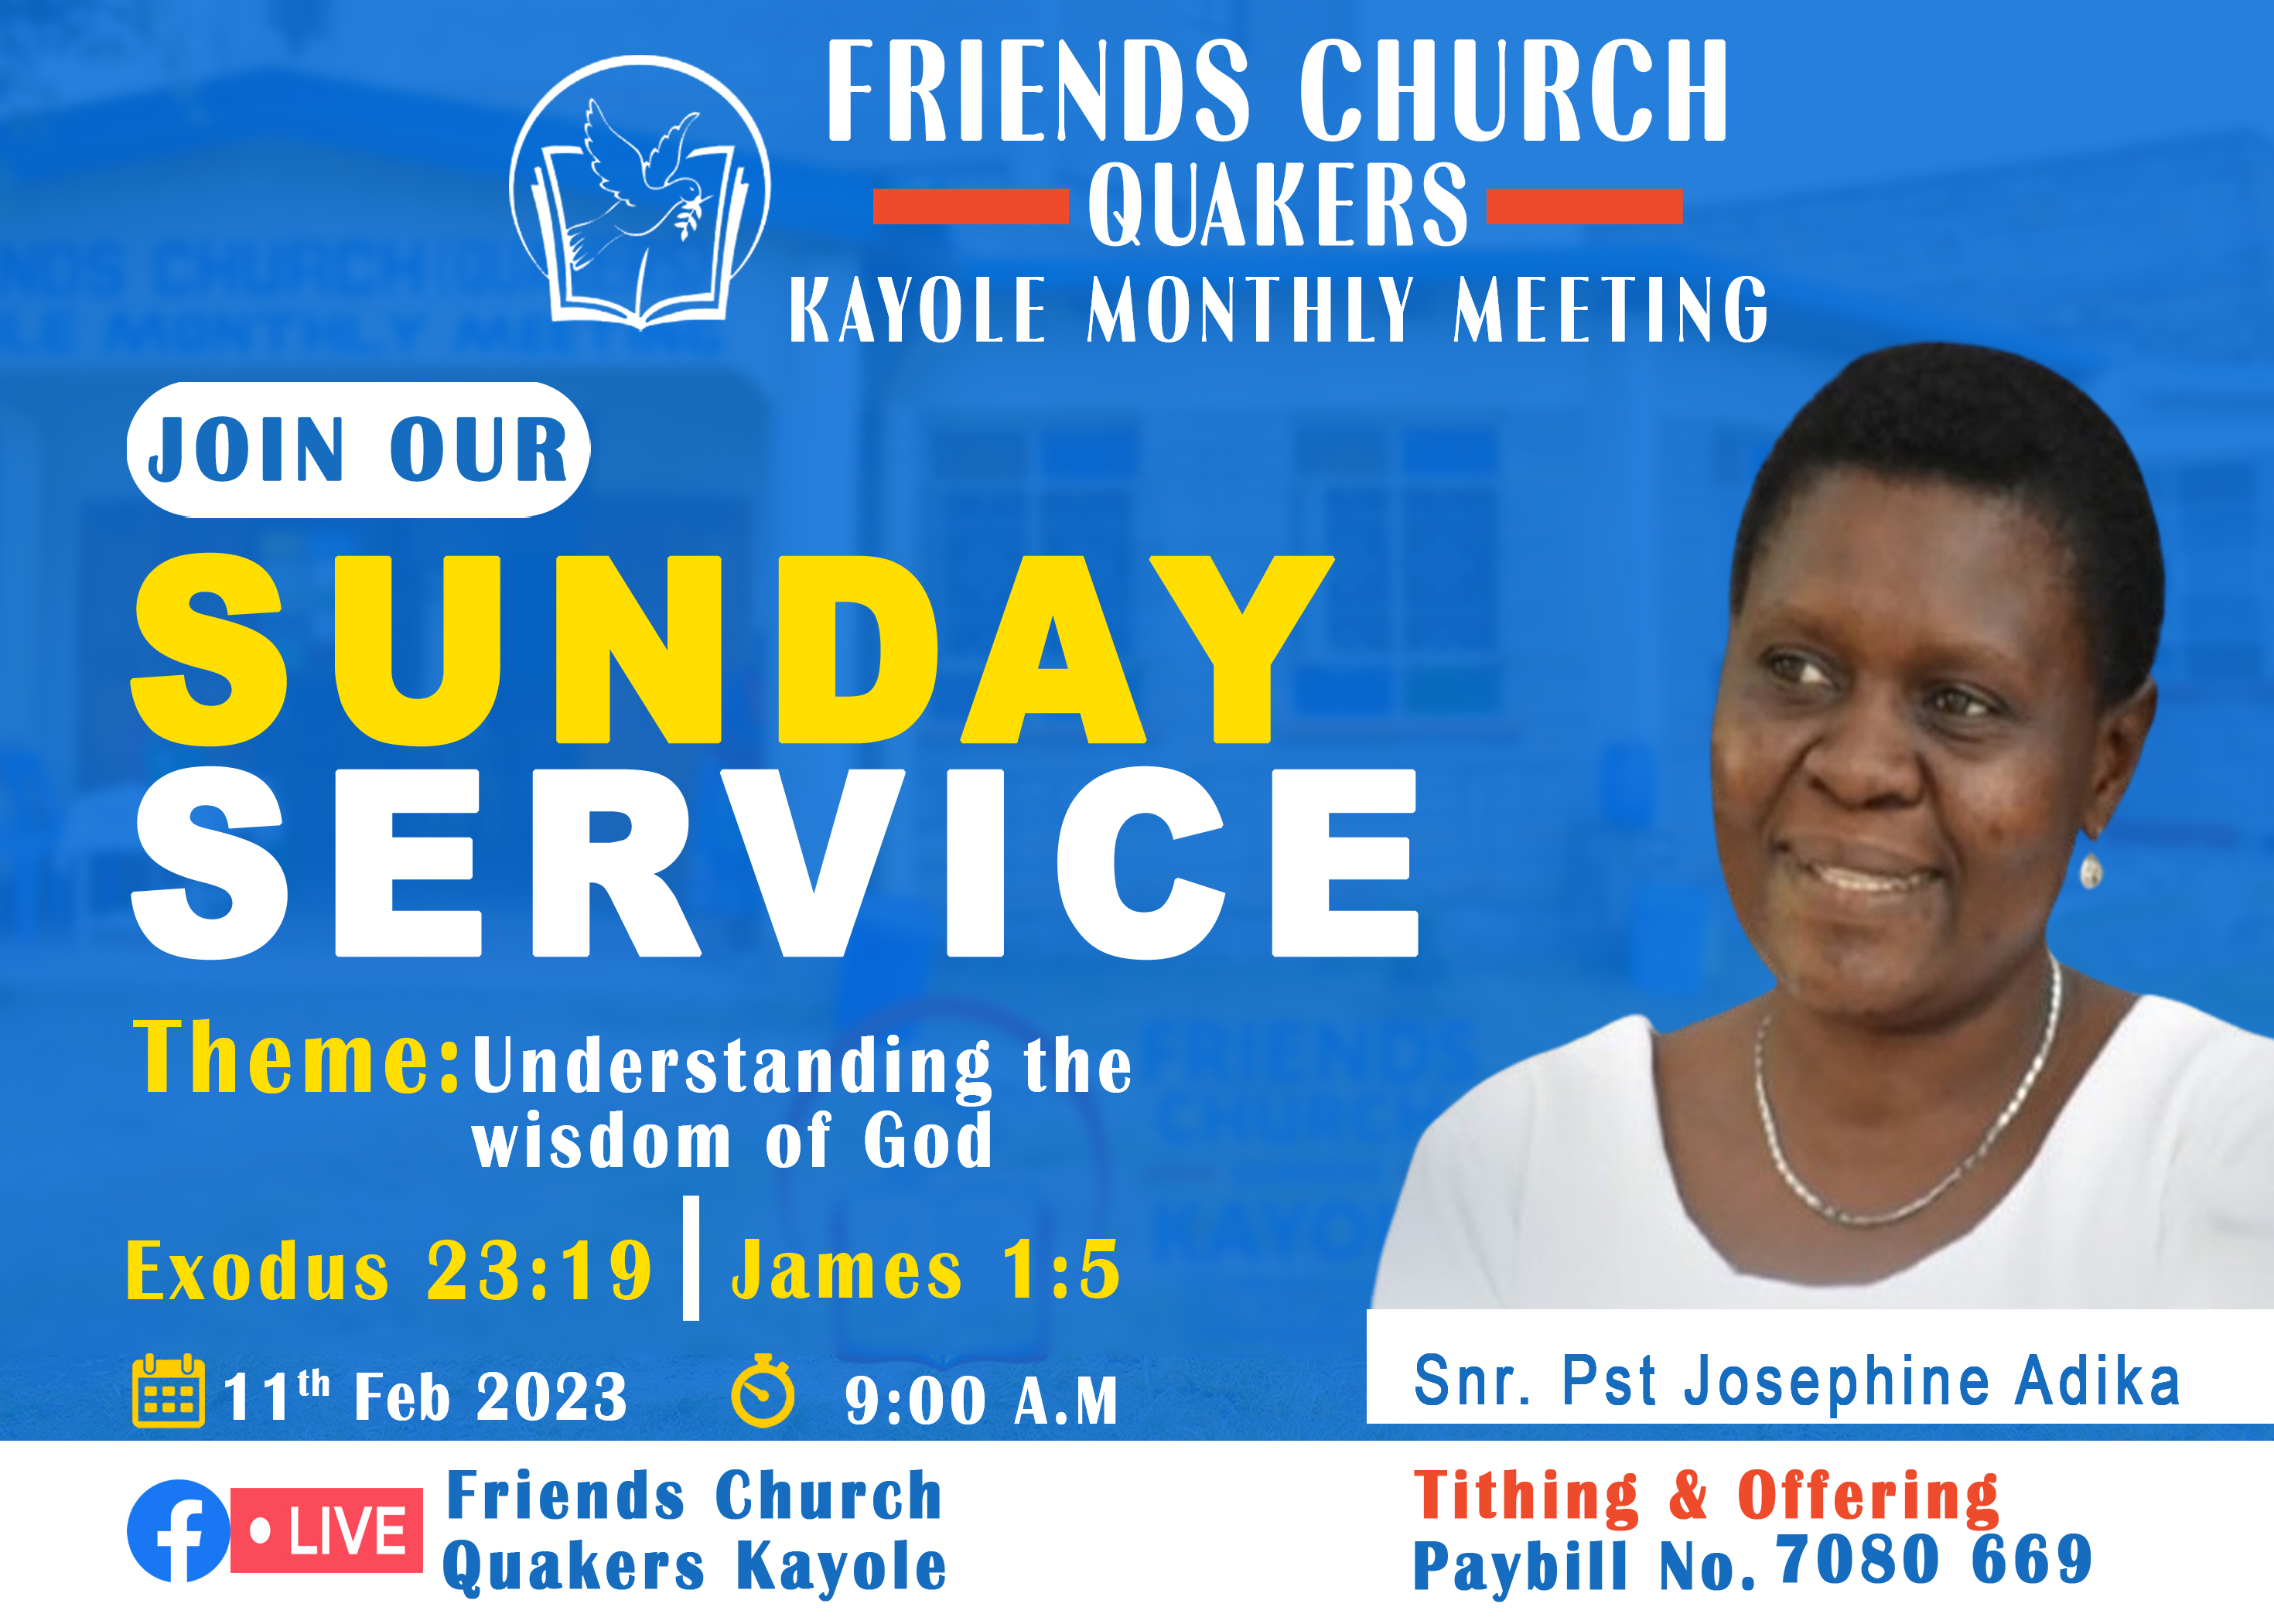 FRIENDS CHURCH
QUAKERS
KAYOLE MONTHLY MEETING
JOIN OUR
SUNDAY
SERVICE
Theme: Understanding the
wisdom of God
Exodus 23:19 | James 1:5
11th Feb 2023 9:00 A.M
Snr. Pst Josephine Adika
LIVE
Friends Church
Quakers Kayole
Tithing & Offering
Paybill No. 7080 669